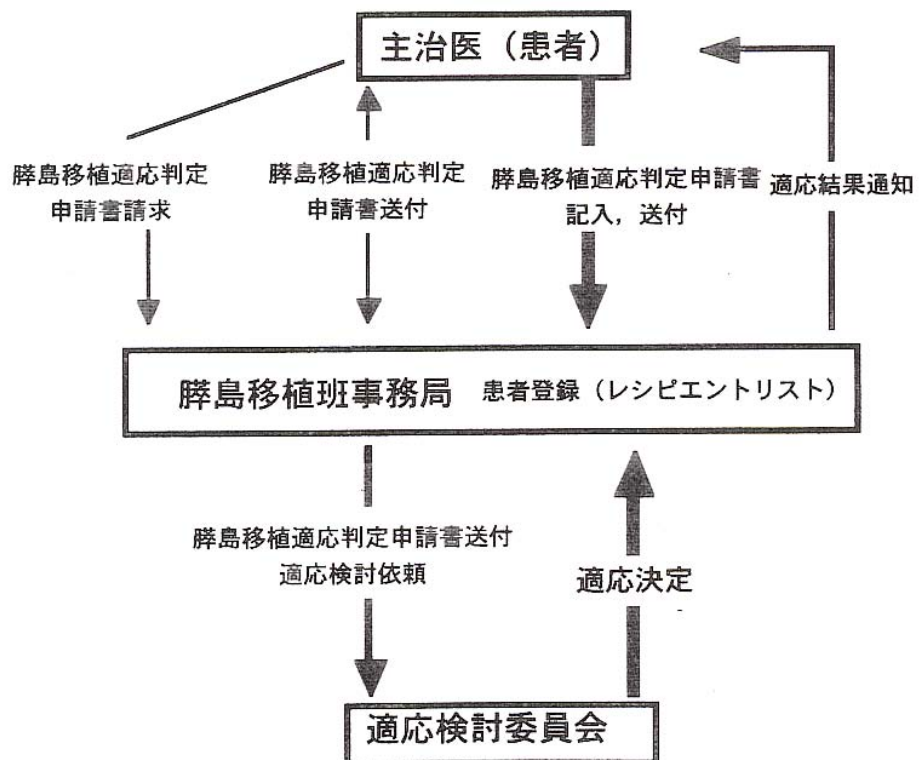 主治医（患者）
膵島移植適応判定
申請書請求
膵島移植適応判定
申請書送付
膵島移植適応判定申請書
記入，送付
適応結果通知
膵島移植班事務局 患者登録（レシピエントリスト）
膵島移植適応判定申請書送付
適応検討依頼
適応決定
適応検討委員会